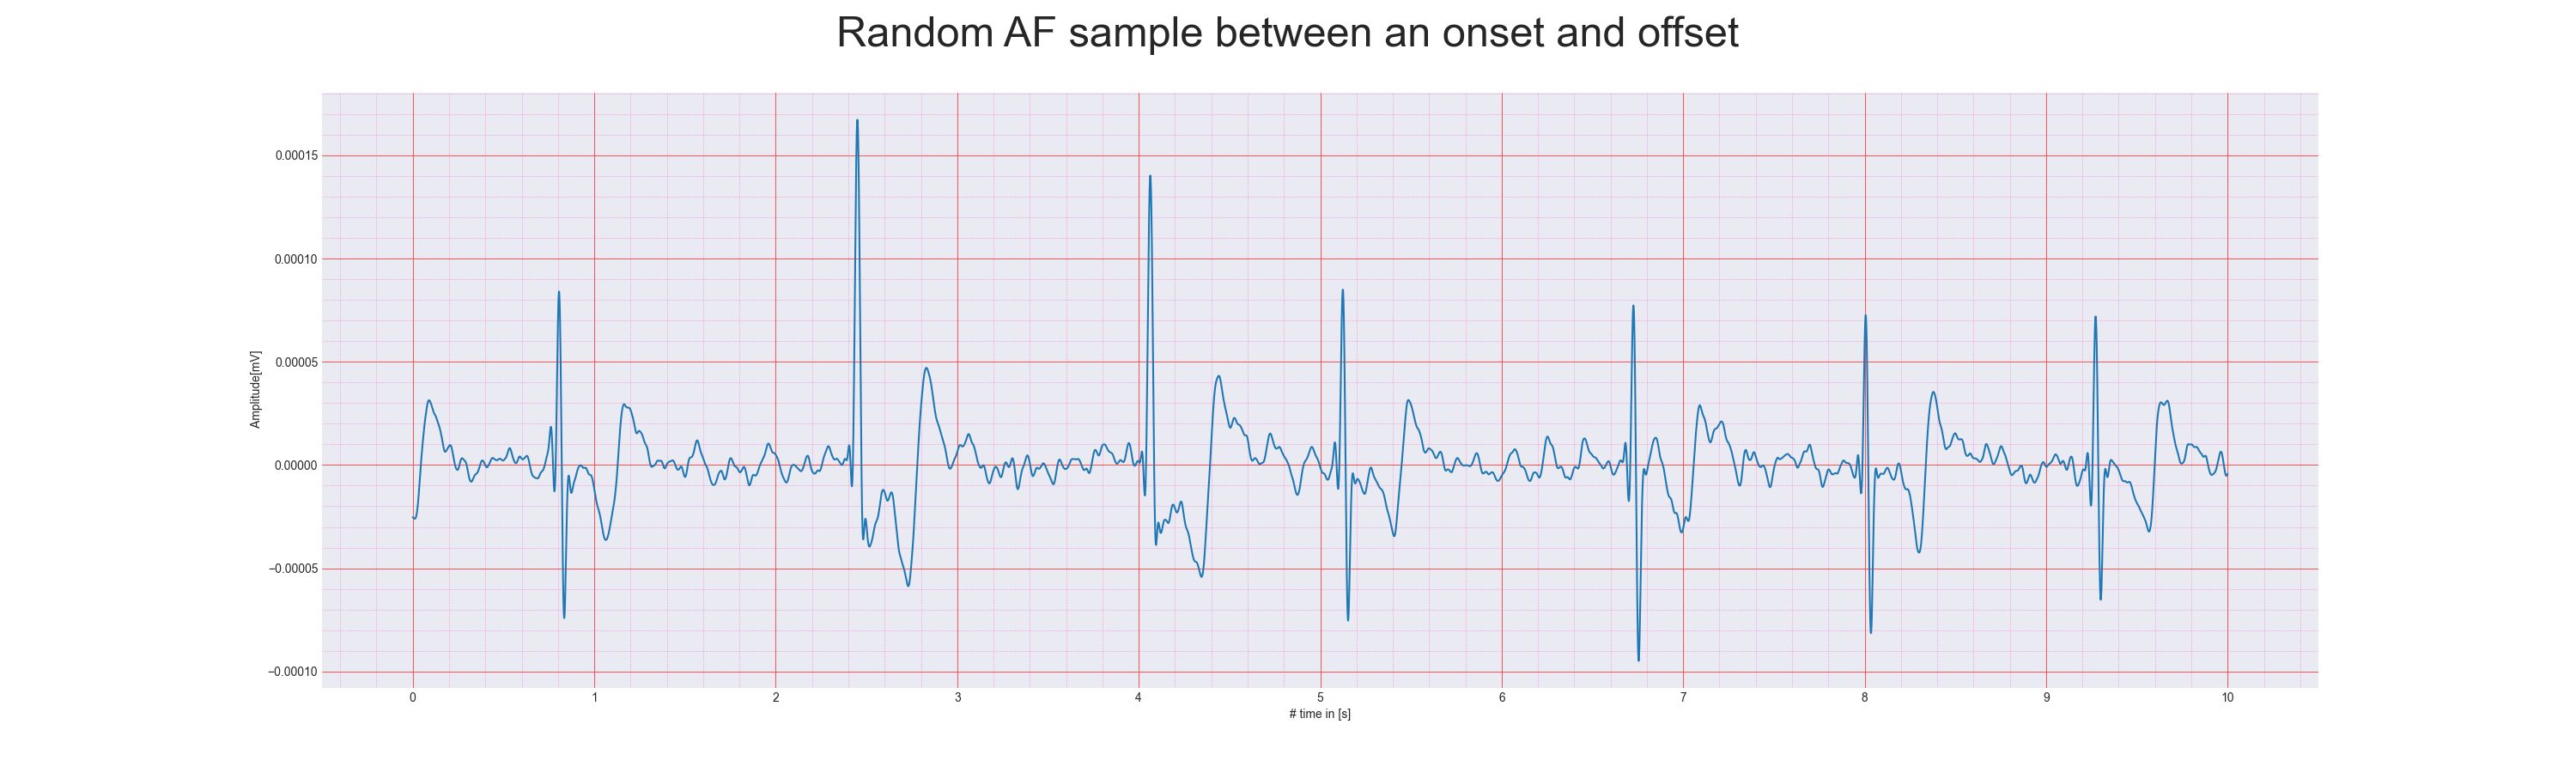 Random AF sample between an onset and offset
0.00015
0.00010
0.00005
0.00000
−0.00005
−0.00010
Amplitude[mV]
0 1 2 3 4 5 6 7 8 9 10
# time in [s]